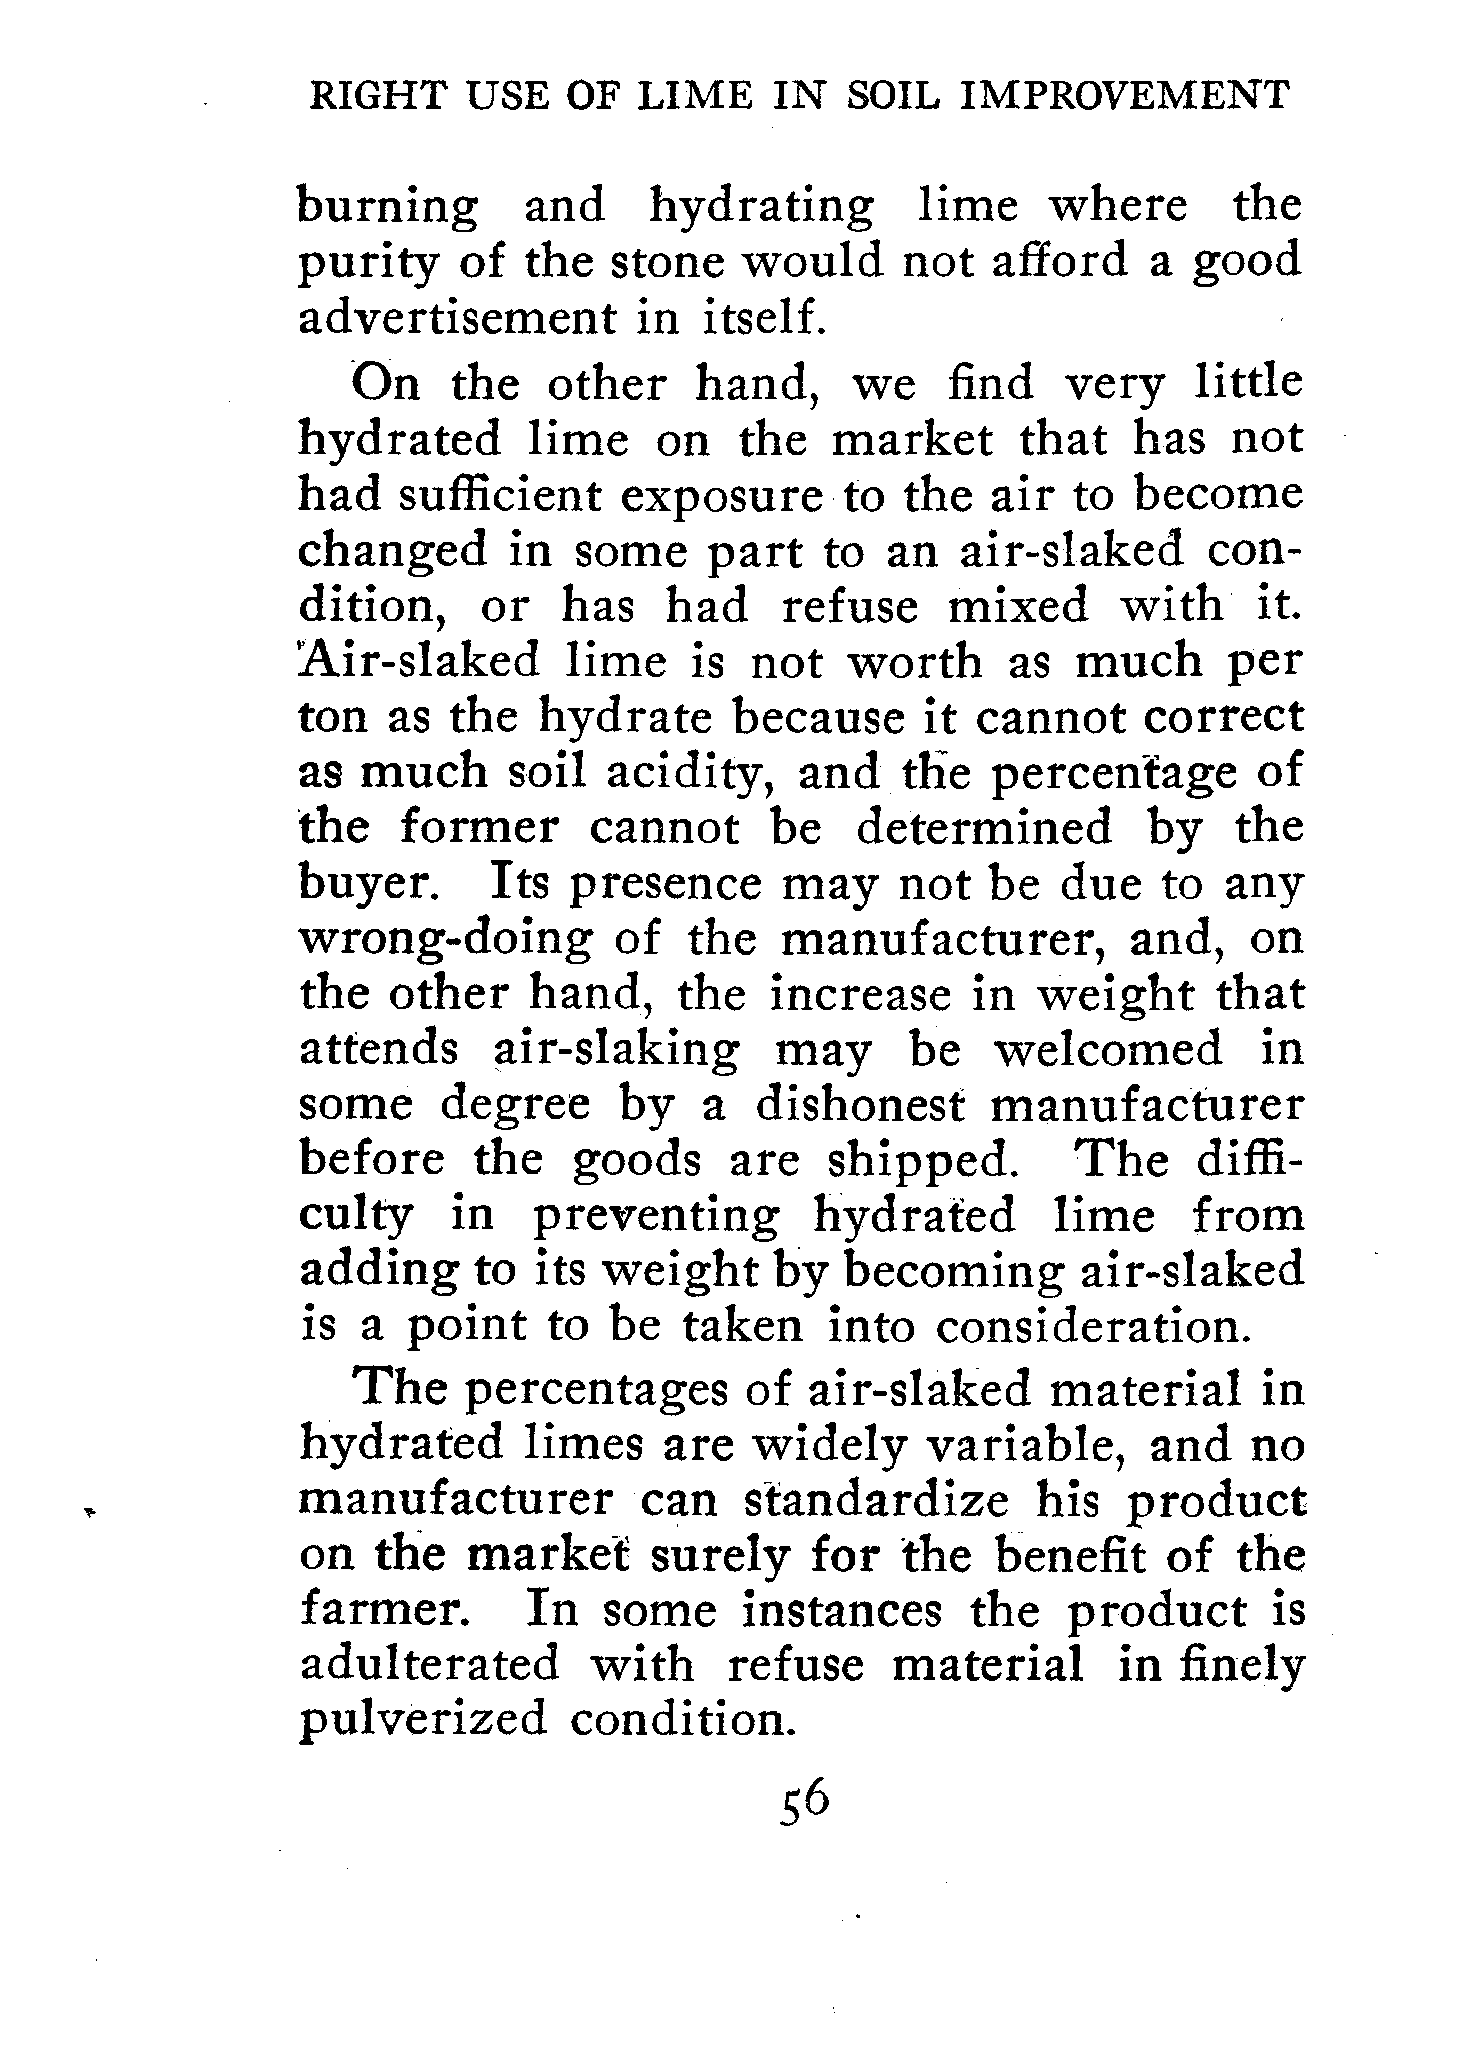 RIGHT USE OF LIME IN SOIL IMPROVEMENT
burning and hydrating lime where the
purity of the stone would not afford a good
advertisement in itself.
On the other hand, we find very little
hydrated lime on the market that has not
had sufficient exposure to the air to become
changed in some part to an air-slaked con-
dition, or has had refuse mixed with it.
Air-slaked lime is not worth as much per
ton as the hydrate because it cannot correct
as much soil acidity, and the percentage of
the former cannot be determined by the
buyer. Its presence may not be due to any
wrong-doing of the manufacturer, and, on
the other hand, the increase in weight that
attends air-slaking may be welcomed in
some degree by a dishonest manufacturer
before the goods are shipped. The diffi-
culty in preventing hydrated lime from
adding to its weight by becoming air-slaked
is a point to be taken into consideration.
The percentages of air-slaked material in
hydrated limes are widely variable, and no
manufacturer can standardize his product
on the market surely for the benefit of the
farmer. In some instances the product is
adulterated with refuse material in finely
pulverized condition.
56